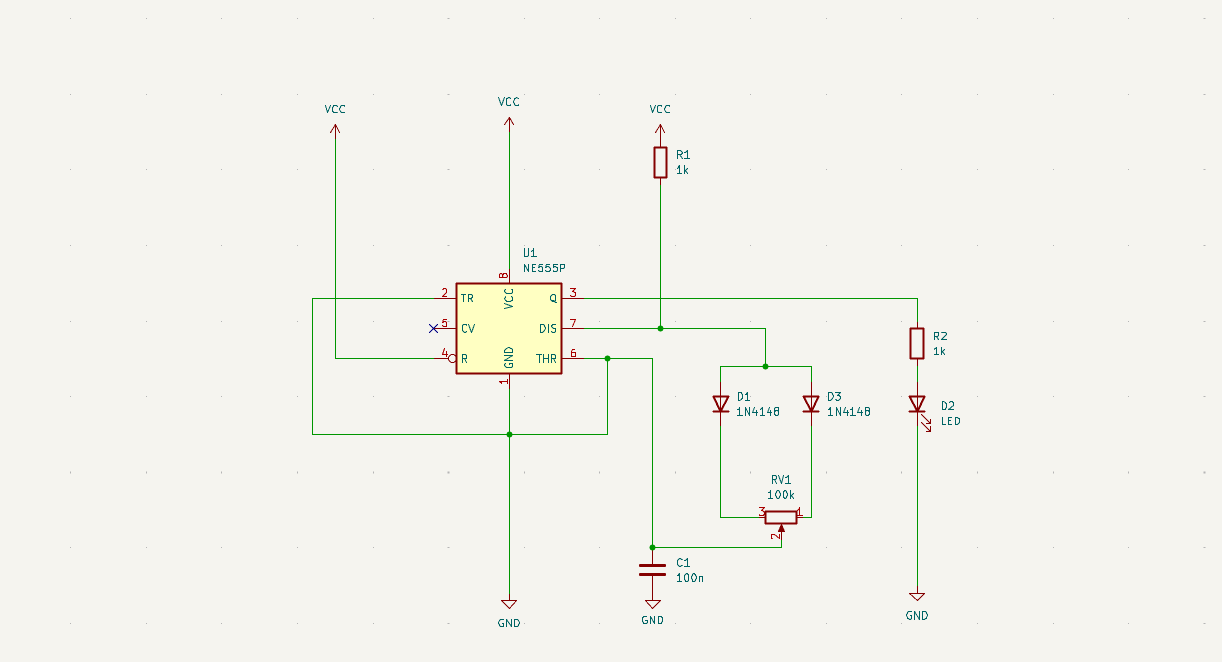 VCC
VCC
VCC
R1
1k
U1
NE555P
8
2
TR
VCC
Q
3
5
CV
DIS
7
4
R
GND
THR
6
1
R2
1k
D1
1N4148
D3
1N4148
D2
LED
RV1
100k
3
1
2
C1
100n
GND
GND
GND